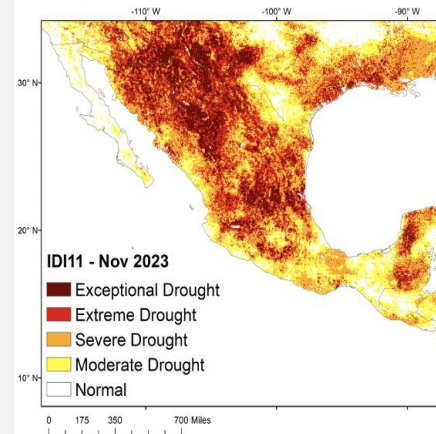 -110° W
-100° W
-90° W
30° N
20° N
10° N
IDI11 - Nov 2023
Exceptional Drought
Extreme Drought
Severe Drought
Moderate Drought
Normal
0 175 350 700 Miles